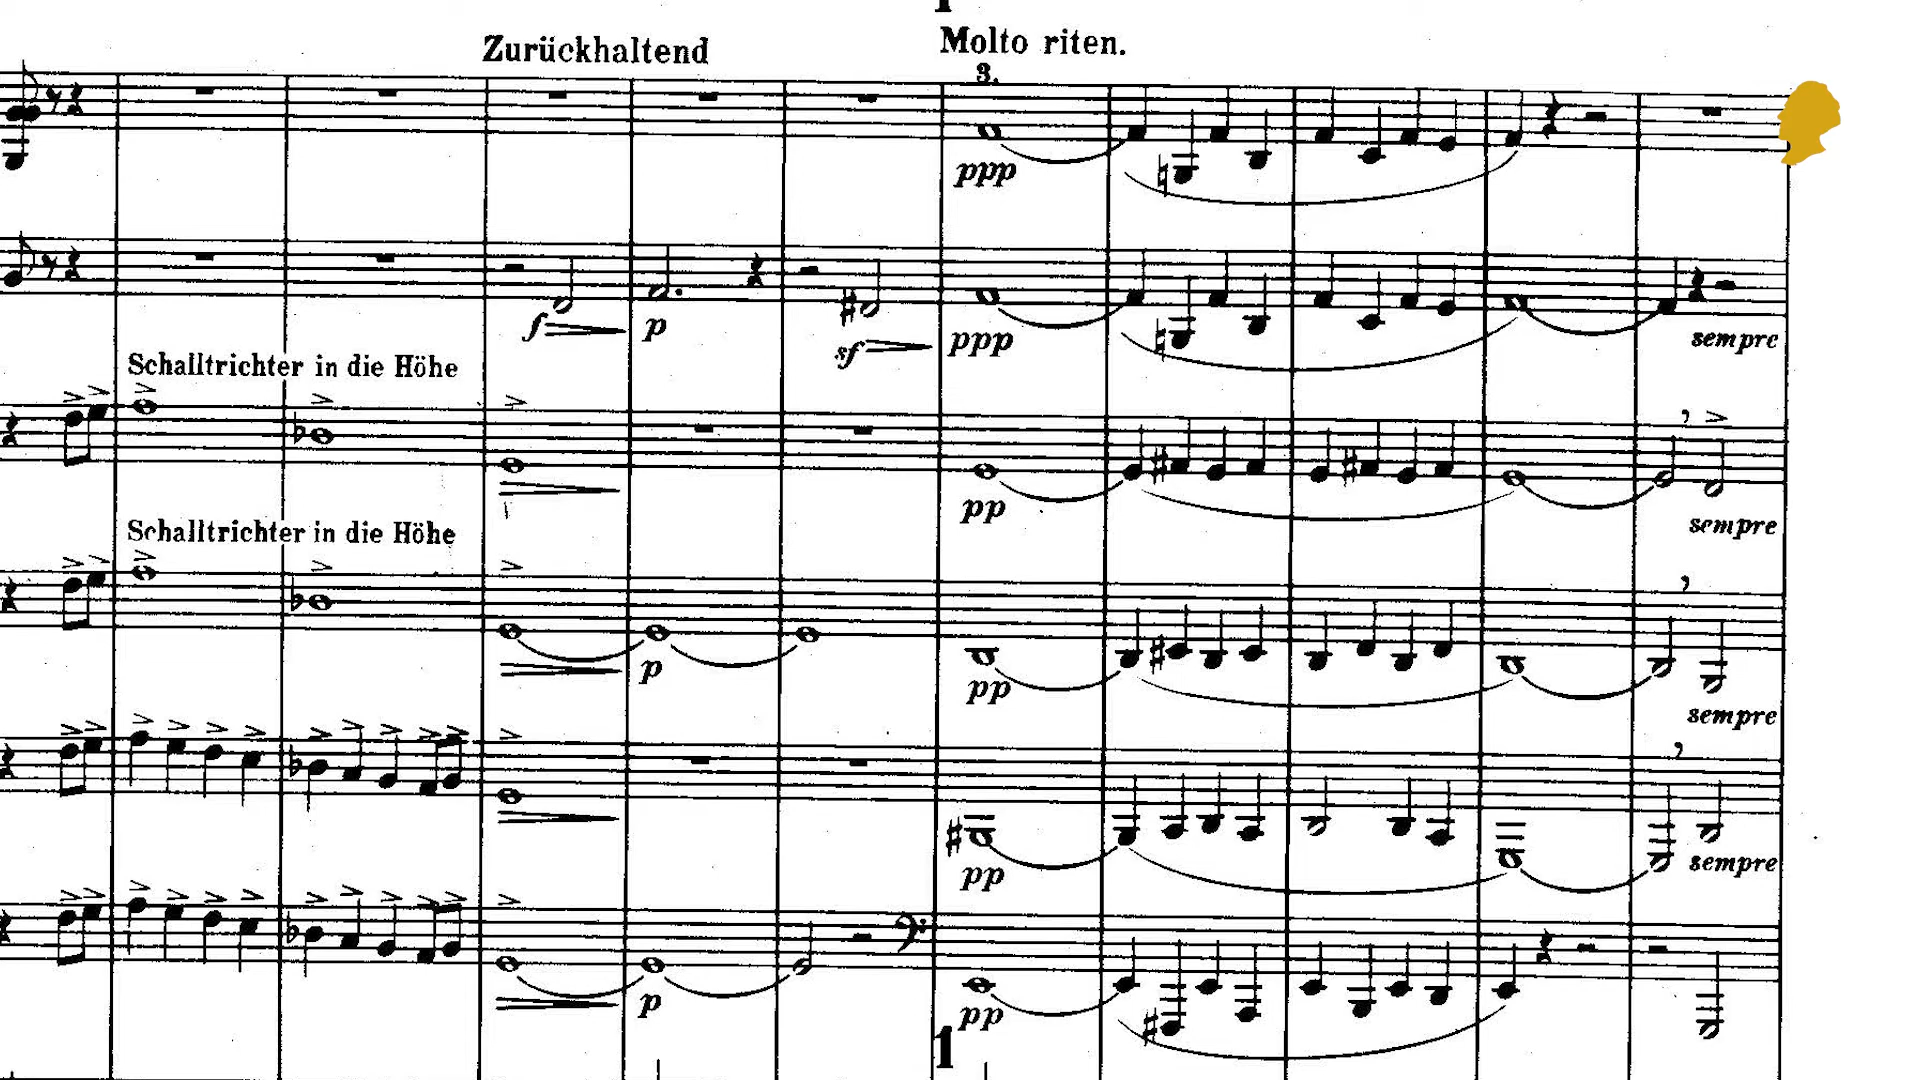 Zurückhaltend
Molto riten.
3.
ppp
f
p
sf
ppp
sempre
Schalltrichter in die Höhe
pp
sempre
Schalltrichter in die Höhe
p
pp
sempre
pp
sempre
p
pp
1